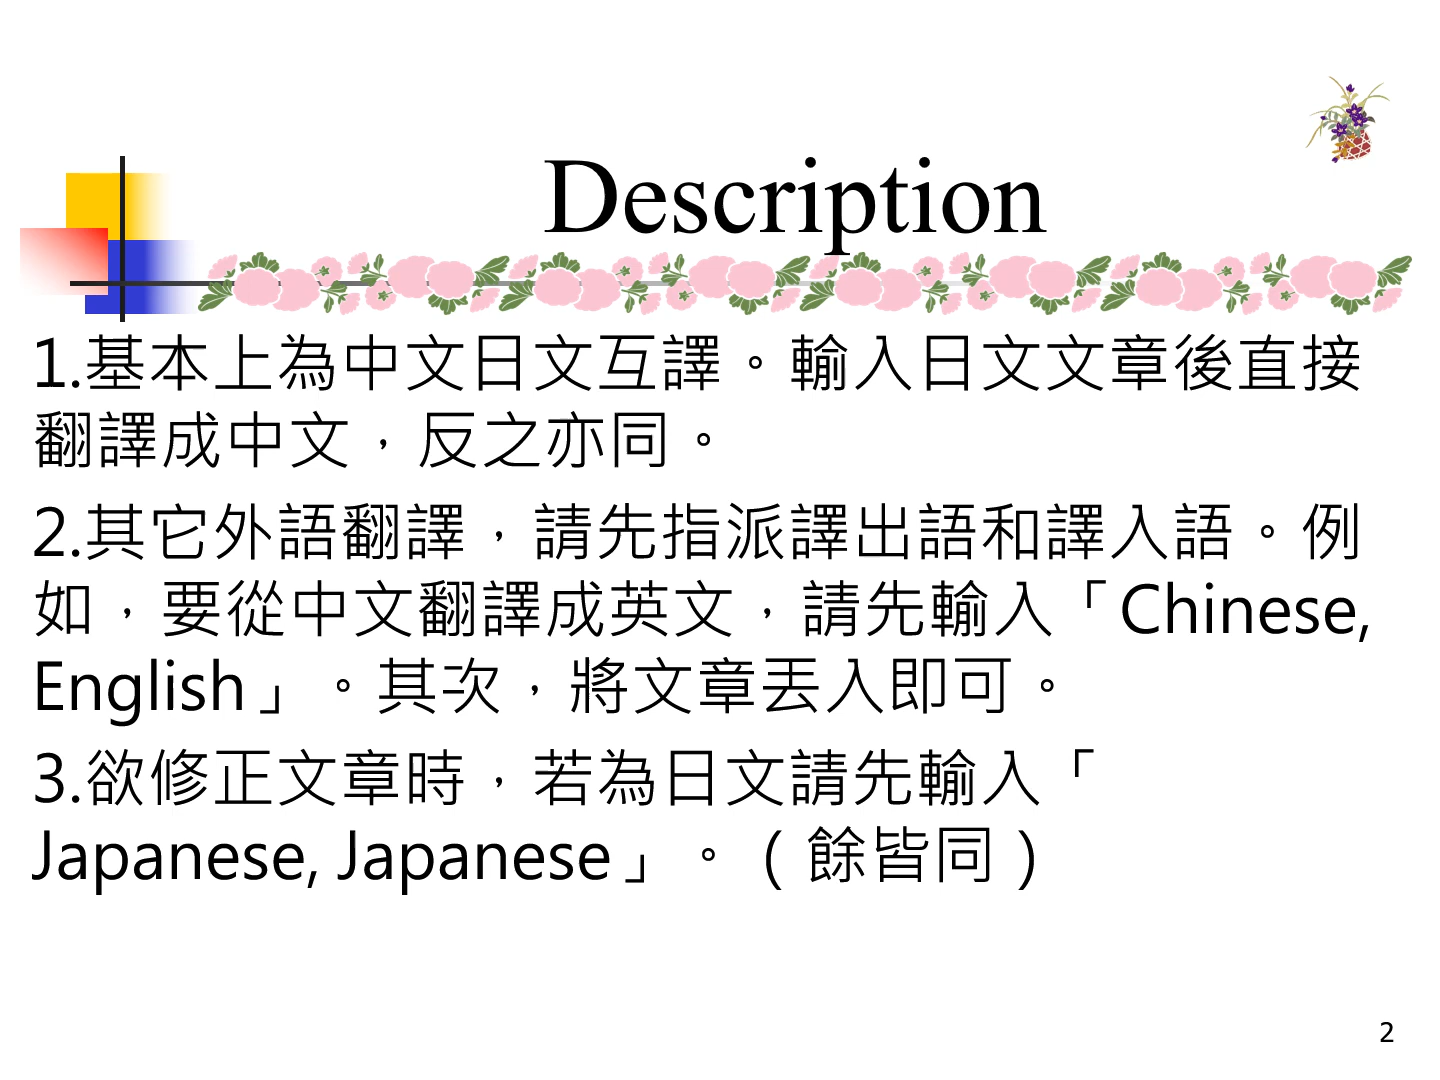 Description
1.基本上為中文日文互譯。輸入日文文章後直接
翻譯成中文，反之亦同。
2.其它外語翻譯，請先指派譯出語和譯入語。例
如，要從中文翻譯成英文，請先輸入「Chinese,
English」。其次，將文章丟入即可。
3.欲修正文章時，若為日文請先輸入「
Japanese, Japanese」。（餘皆同）
2